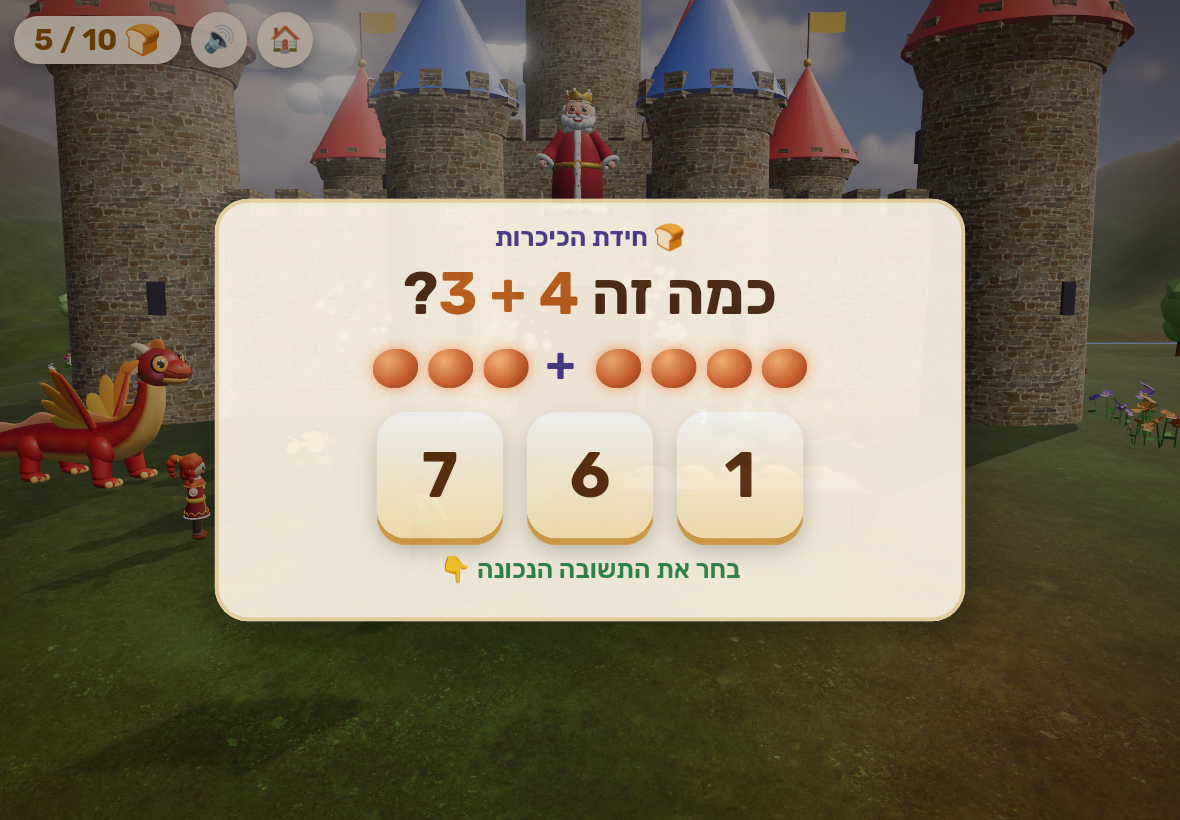 5 / 10
חידת הכיכרות
כמה זה 4 + 3?
+
1 6 7
בחר את התשובה הנכונה